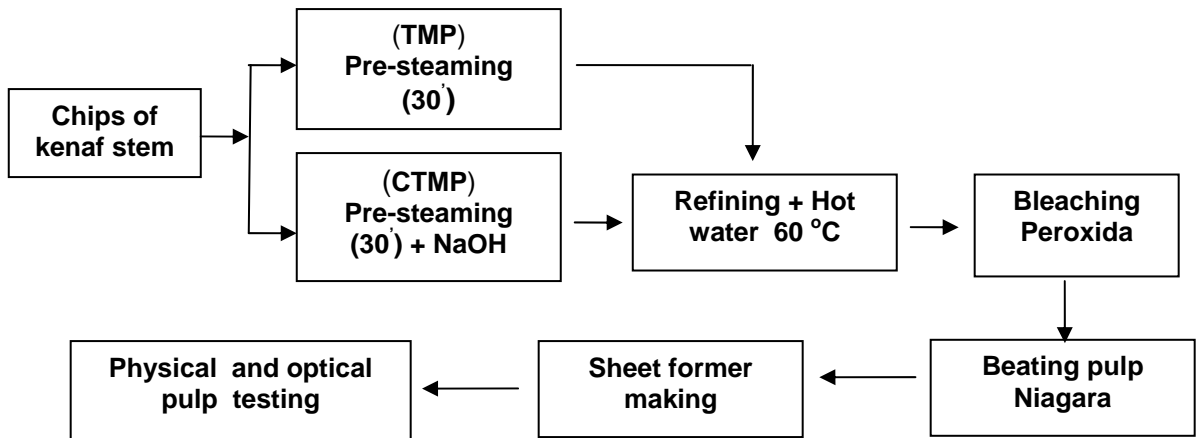 (TMP)
Pre-steaming
(30')
Chips of
kenaf stem
(CTMP)
Pre-steaming
(30') + NaOH
Refining + Hot
water 60 °C
Bleaching
Peroxida
Beating pulp
Niagara
Sheet former
making
Physical and optical
pulp testing